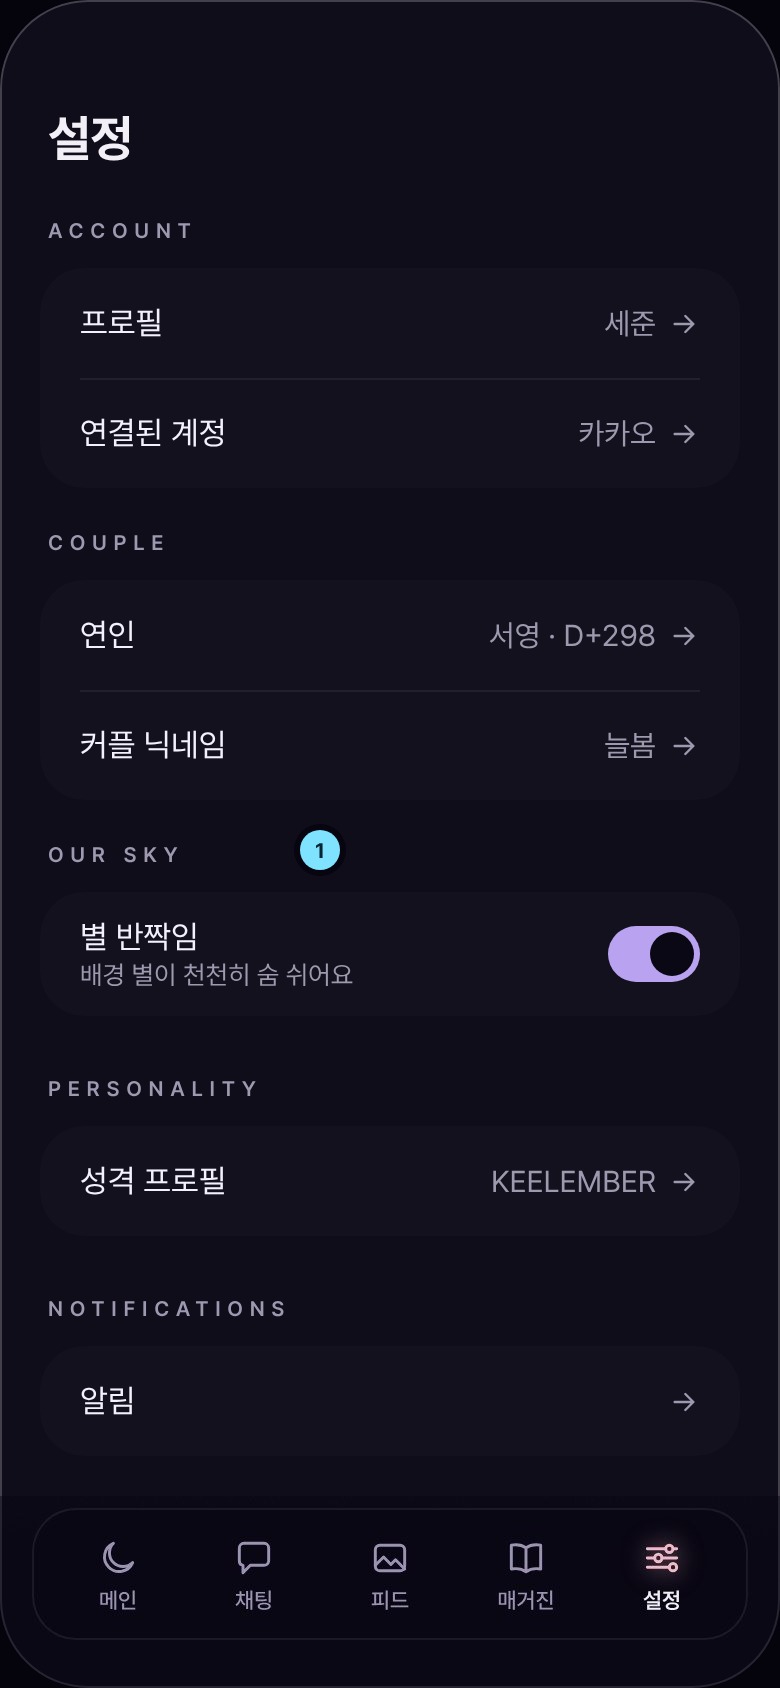 설정
ACCOUNT
프로필 세준 →
연결된 계정 카카오 →
COUPLE
연인 서영 · D+298 →
커플 닉네임 늘봄 →
OUR SKY 1
별 반짝임
배경 별이 천천히 숨 쉬어요
PERSONALITY
성격 프로필 KEELEMBER →
NOTIFICATIONS
알림 →
메인 채팅 피드 매거진 설정